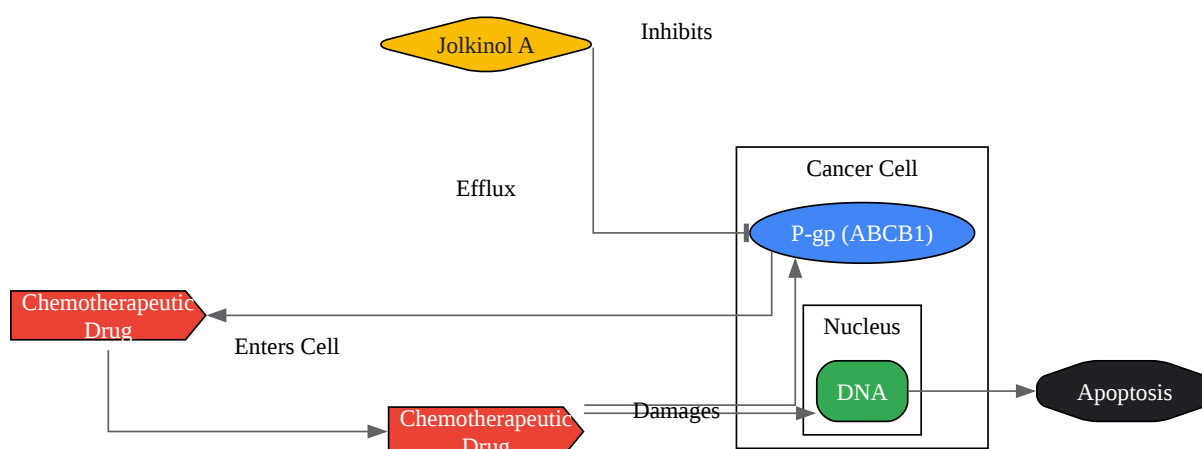 Inhibits
Jolkinol A
Cancer Cell
Efflux
P-gp (ABCB1)
Chemotherapeutic
Drug
Nucleus
Enters Cell
DNA
Apoptosis
Damages
Chemotherapeutic
Drug